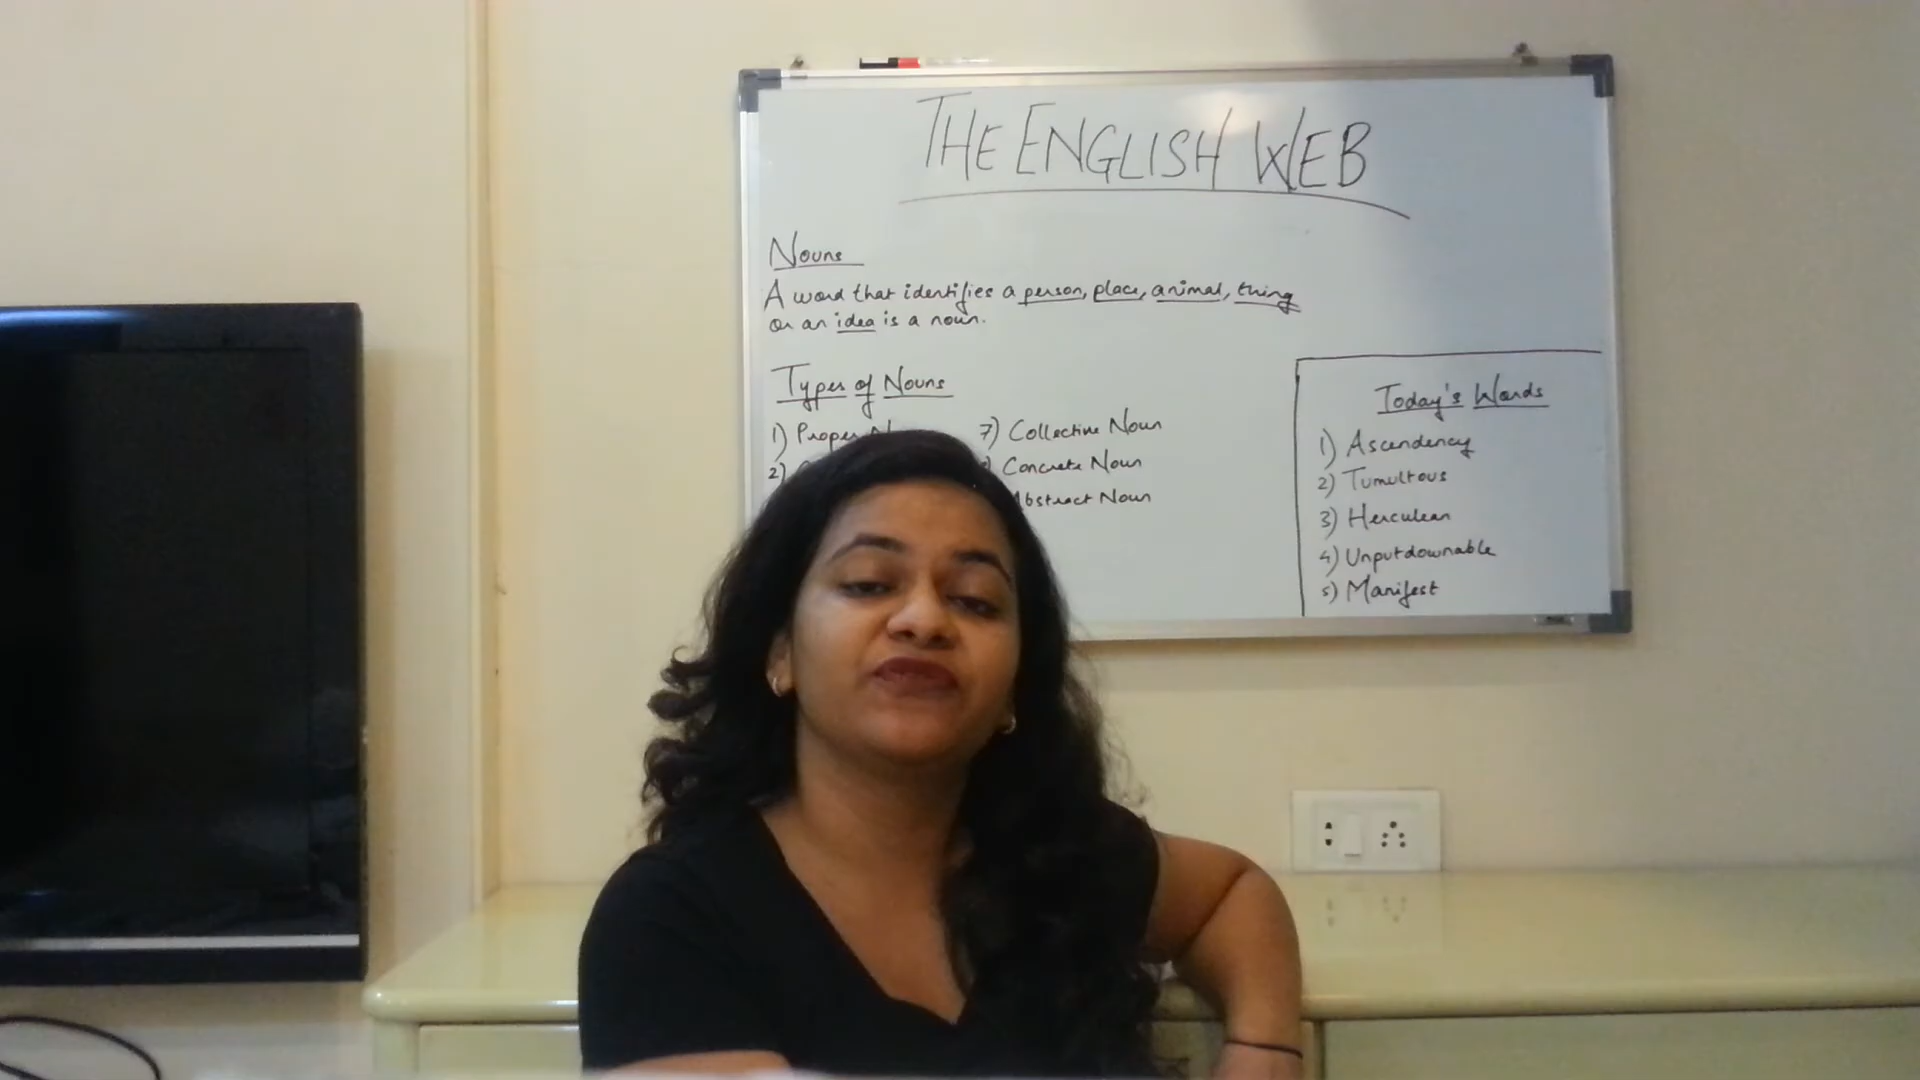 THE ENGLISH WEB
Nouns
A word that identifies a person, place, animal, thing
or an idea is a noun.
Types of Nouns
1) Proper
2)
7) Collective Noun
Concrete Noun
Abstract Noun
Today's Words
1) Ascendency
2) Tumultous
3) Herculean
4) Unputdownable
5) Manifest